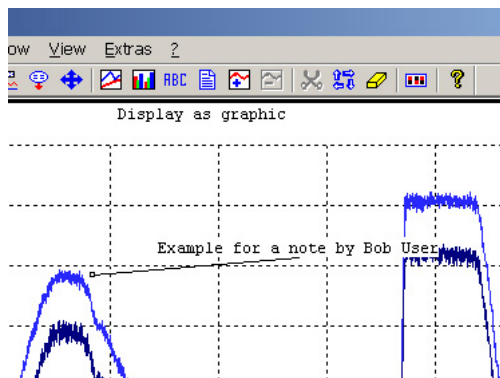 ow View Extras ?
ABC
Display as graphic
Example for a note by Bob User